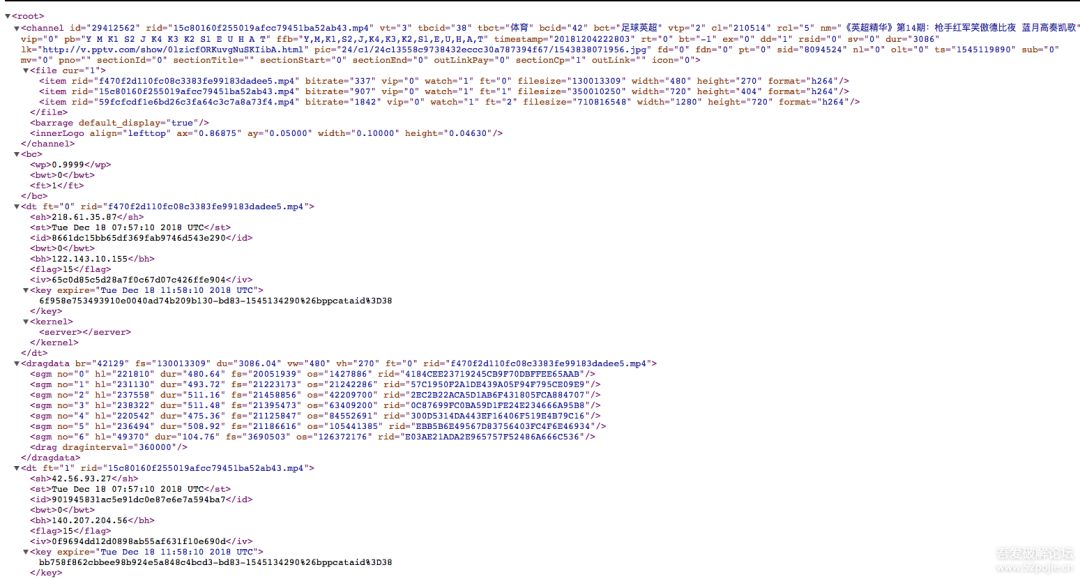 ▼<root>
▼<channel id="29412562" rid="15c80160f255019afcc79451ba52ab43.mp4" vt="3" tbcid="38" tbct="体育" bcid="42" bct="足球英超" vtp="2" cl="210514" rcl="5" nm="《英超精华》第14期：枪手红军笑傲德比夜 蓝月高奏凯歌"
vip="0" pb="Y M K1 S2 J K4 K3 K2 S1 E U H A T" ffb="Y,M,K1,S2,J,K4,K3,K2,S1,E,U,H,A,T" timestamp="20181204222803" rt="0" bt="-1" ex="0" dd="1" rsid="0" sv="0" dur="3086"
lk="http://v.pptv.com/show/0lzicfORKuvgNuSKIibA.html" pic="24/c1/24c13558c9738432eccc30a787394f67/1543838071956.jpg" fd="0" fdn="0" pt="0" sid="8094524" nl="0" olt="0" ts="1545119890" sub="0"
mv="0" pno="" sectionId="0" sectionTitle="" sectionStart="0" sectionEnd="0" outLinkPay="0" sectionCp="1" outLink="" icon="0">
▼<file cur="1">
<item rid="f470f2d110fc08c3383fe99183dadee5.mp4" bitrate="337" vip="0" watch="1" ft="0" filesize="130013309" width="480" height="270" format="h264"/>
<item rid="15c80160f255019afcc79451ba52ab43.mp4" bitrate="907" vip="0" watch="1" ft="1" filesize="350010250" width="720" height="404" format="h264"/>
<item rid="59fcfcdf1e6bd26c3fa64c3c7a8a73f4.mp4" bitrate="1842" vip="0" watch="1" ft="2" filesize="710816548" width="1280" height="720" format="h264"/>
</file>
<barrage default_display="true"/>
<innerLogo align="lefttop" ax="0.86875" ay="0.05000" width="0.10000" height="0.04630"/>
</channel>
▼<bc>
<wp>0.9999</wp>
<bwt>0</bwt>
<ft>1</ft>
</bc>
▼<dt ft="0" rid="f470f2d110fc08c3383fe99183dadee5.mp4">
<sh>218.61.35.87</sh>
<st>Tue Dec 18 07:57:10 2018 UTC</st>
<id>8661dc15bb65df369fab9746d543e290</id>
<bwt>0</bwt>
<bh>122.143.10.155</bh>
<flag>15</flag>
<iv>65c0d85c5d28a7f0c67d07c426ffe904</iv>
▼<key expire="Tue Dec 18 11:58:10 2018 UTC">
6f958e753493910e0040ad74b209b130-bd83-1545134290%26bppcataid%3D38
</key>
▼<kernel>
<server></server>
</kernel>
</dt>
▼<dragdata br="42129" fs="130013309" du="3086.04" vw="480" vh="270" ft="0" rid="f470f2d110fc08c3383fe99183dadee5.mp4">
<sgm no="0" hl="221810" dur="480.64" fs="20051939" os="1427886" rid="4184CEE23719245CB9F70DBFFEE65AAB"/>
<sgm no="1" hl="231130" dur="493.72" fs="21223173" os="21242286" rid="57C1950F2A1DE439A05F94F795CE09E9"/>
<sgm no="2" hl="237558" dur="511.16" fs="21458856" os="42209700" rid="2EC2B22ACA5D1AB6F431805FCA884707"/>
<sgm no="3" hl="238322" dur="511.48" fs="21395473" os="63409200" rid="0C87699FC0BA59D1FE24E234666A95B8"/>
<sgm no="4" hl="220542" dur="475.36" fs="21125847" os="84552691" rid="300D5314DA443EF16406F519E4B79C16"/>
<sgm no="5" hl="236494" dur="508.92" fs="21186616" os="105441385" rid="EBB5B6E49567D83756403FC4F6E46934"/>
<sgm no="6" hl="49370" dur="104.76" fs="3690503" os="126372176" rid="E03AE21ADA2E965757F52486A666C536"/>
<drag draginterval="360000"/>
</dragdata>
▼<dt ft="1" rid="15c80160f255019afcc79451ba52ab43.mp4">
<sh>42.56.93.27</sh>
<st>Tue Dec 18 07:57:10 2018 UTC</st>
<id>901945831ac5e91dc0e87e6e7a594ba7</id>
<bwt>0</bwt>
<bh>140.207.204.56</bh>
<flag>15</flag>
<iv>0f9694dd12d0898ab55af631f10e690d</iv>
▼<key expire="Tue Dec 18 11:58:10 2018 UTC">
bb758f862cbbee98b924e5a848c4bcd3-bd83-1545134290%26bppcataid%3D38
</key>
吾爱破解论坛
www.52pojie.cn